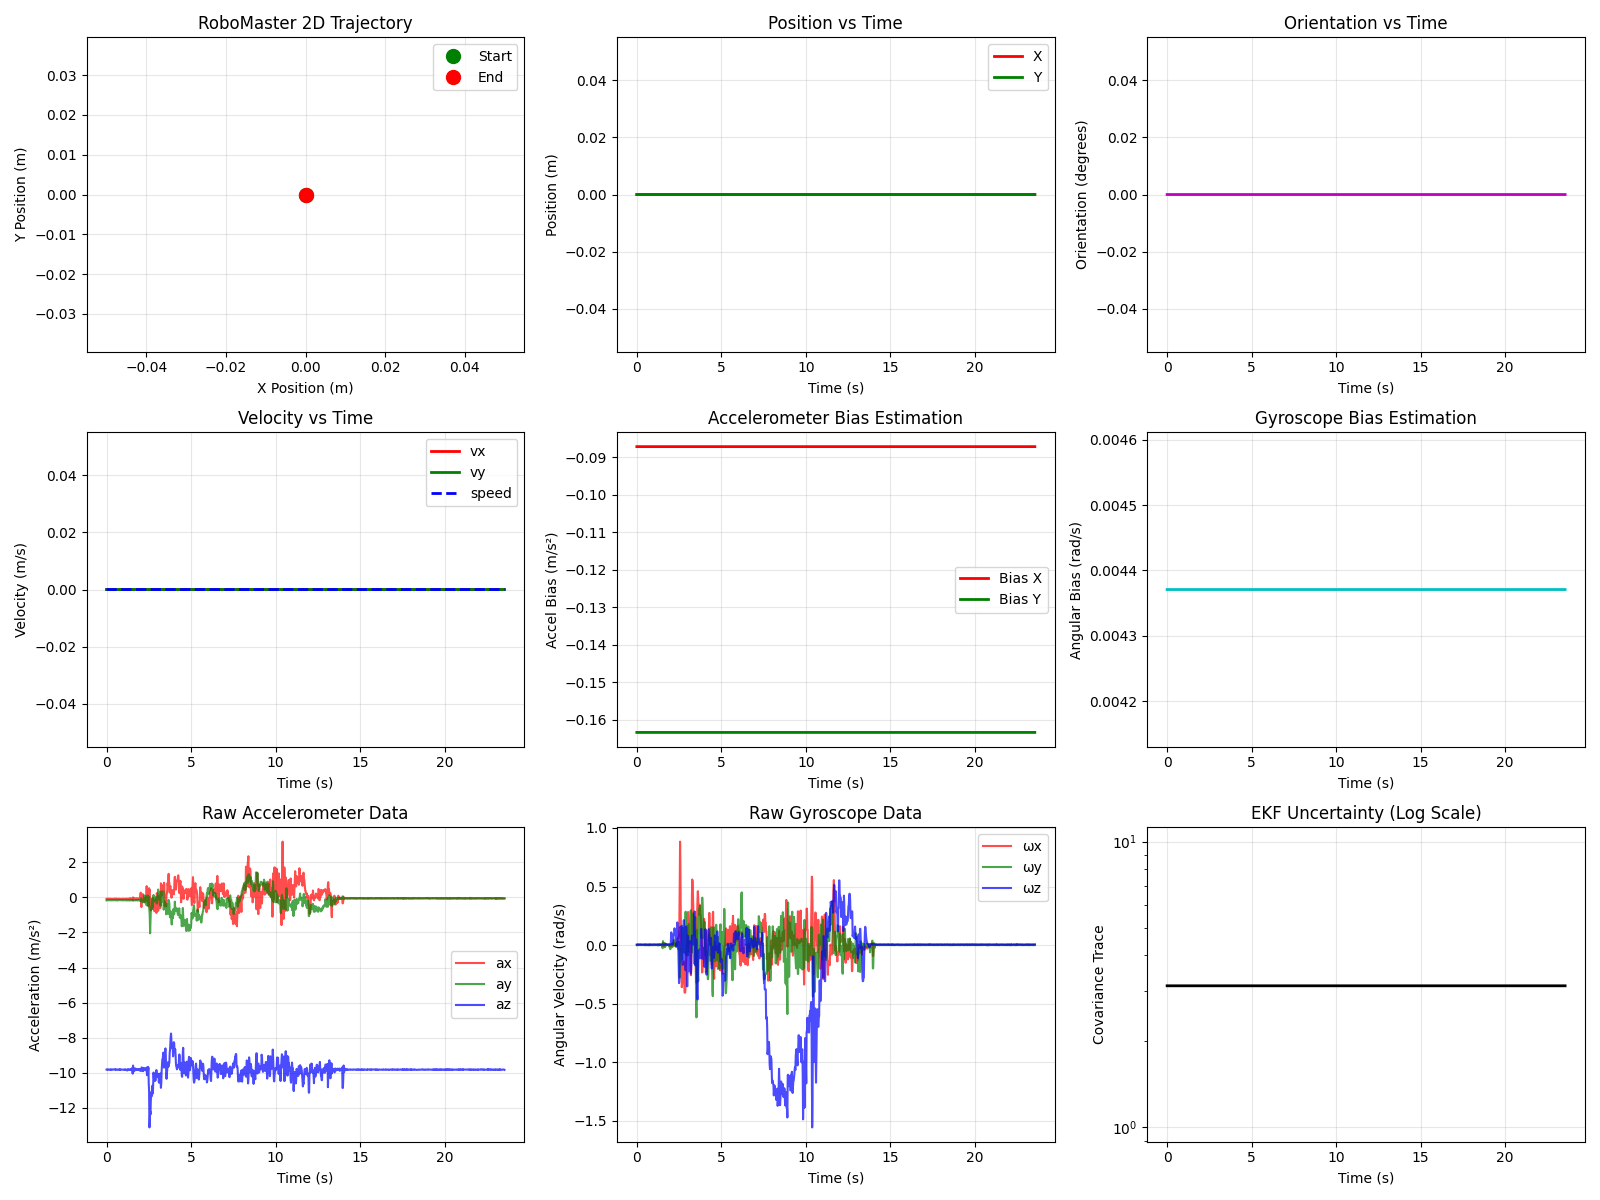 RoboMaster 2D Trajectory
Y Position (m)
0.03
0.02
0.01
0.00
−0.01
−0.02
−0.03
Start
End
−0.04
−0.02
0.00
0.02
0.04
X Position (m)
Position vs Time
Position (m)
0.04
0.02
0.00
−0.02
−0.04
X
Y
0
5
10
15
20
Time (s)
Orientation vs Time
Orientation (degrees)
0.04
0.02
0.00
−0.02
−0.04
0
5
10
15
20
Time (s)
Velocity vs Time
Velocity (m/s)
0.04
0.02
0.00
−0.02
−0.04
vx
vy
speed
0
5
10
15
20
Time (s)
Accelerometer Bias Estimation
Accel Bias (m/s²)
−0.09
−0.10
−0.11
−0.12
−0.13
−0.14
−0.15
−0.16
Bias X
Bias Y
0
5
10
15
20
Time (s)
Gyroscope Bias Estimation
Angular Bias (rad/s)
0.0046
0.0045
0.0044
0.0043
0.0042
0
5
10
15
20
Time (s)
Raw Accelerometer Data
Acceleration (m/s²)
2
0
−2
−4
−6
−8
−10
−12
ax
ay
az
0
5
10
15
20
Time (s)
Raw Gyroscope Data
Angular Velocity (rad/s)
1.0
0.5
0.0
−0.5
−1.0
−1.5
ωx
ωy
ωz
0
5
10
15
20
Time (s)
EKF Uncertainty (Log Scale)
Covariance Trace
10¹
10⁰
0
5
10
15
20
Time (s)